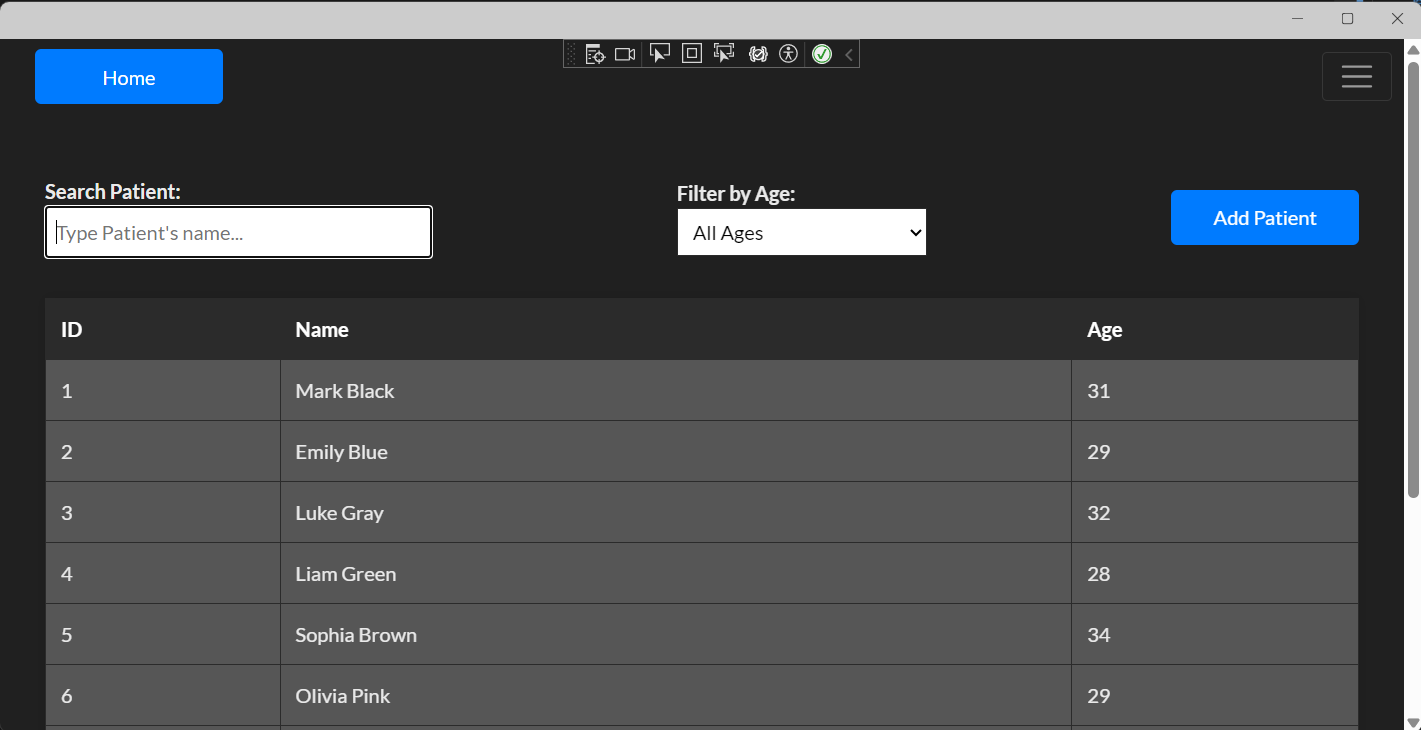 Home
Search Patient:
Type Patient's name...
Filter by Age:
All Ages
Add Patient
ID Name Age
1 Mark Black 31
2 Emily Blue 29
3 Luke Gray 32
4 Liam Green 28
5 Sophia Brown 34
6 Olivia Pink 29